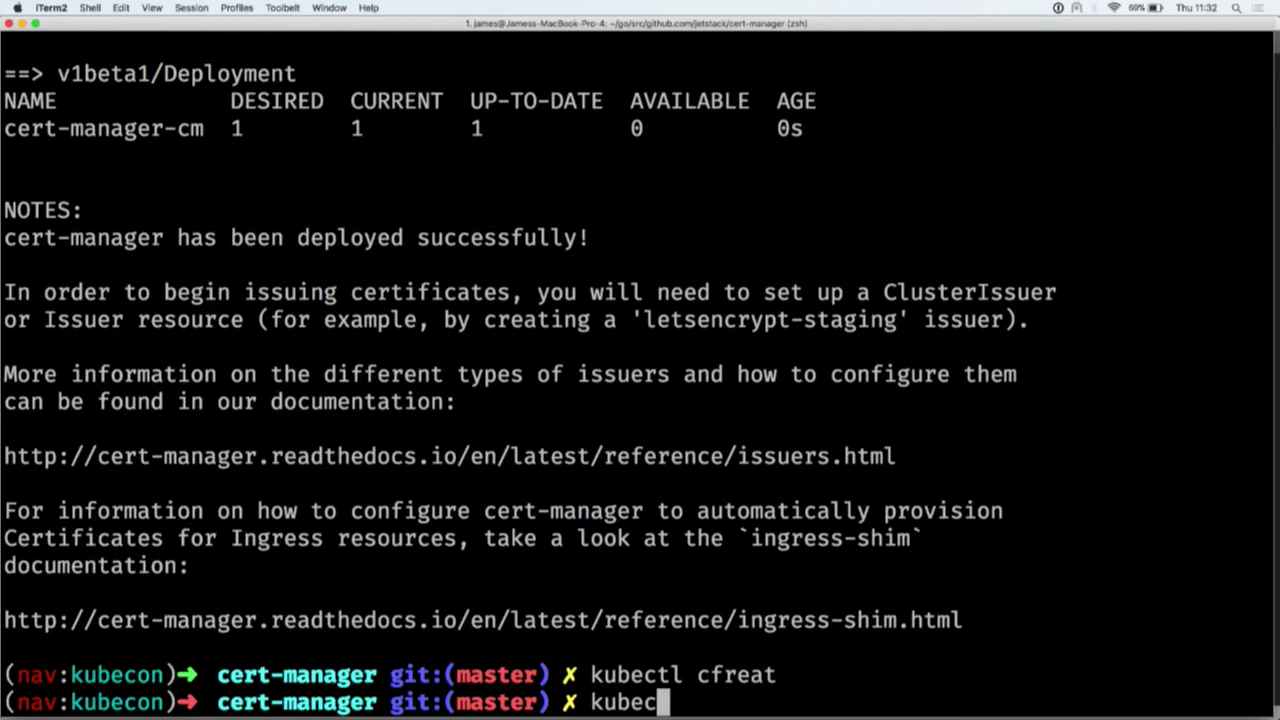 iTerm2 Shell Edit View Session Profiles Toolbelt Window Help 69% Thu 11:32
1. james@Jamess-MacBook-Pro-4: ~/go/src/github.com/jetstack/cert-manager (zsh)
==> v1beta1/Deployment
NAME DESIRED CURRENT UP-TO-DATE AVAILABLE AGE
cert-manager-cm 1 1 1 0 0s
NOTES:
cert-manager has been deployed successfully!
In order to begin issuing certificates, you will need to set up a ClusterIssuer
or Issuer resource (for example, by creating a 'letsencrypt-staging' issuer).
More information on the different types of issuers and how to configure them
can be found in our documentation:
http://cert-manager.readthedocs.io/en/latest/reference/issuers.html
For information on how to configure cert-manager to automatically provision
Certificates for Ingress resources, take a look at the `ingress-shim`
documentation:
http://cert-manager.readthedocs.io/en/latest/reference/ingress-shim.html
(nav:kubecon)➜ cert-manager git:(master) ✗ kubectl cfreat
(nav:kubecon)➜ cert-manager git:(master) ✗ kubec